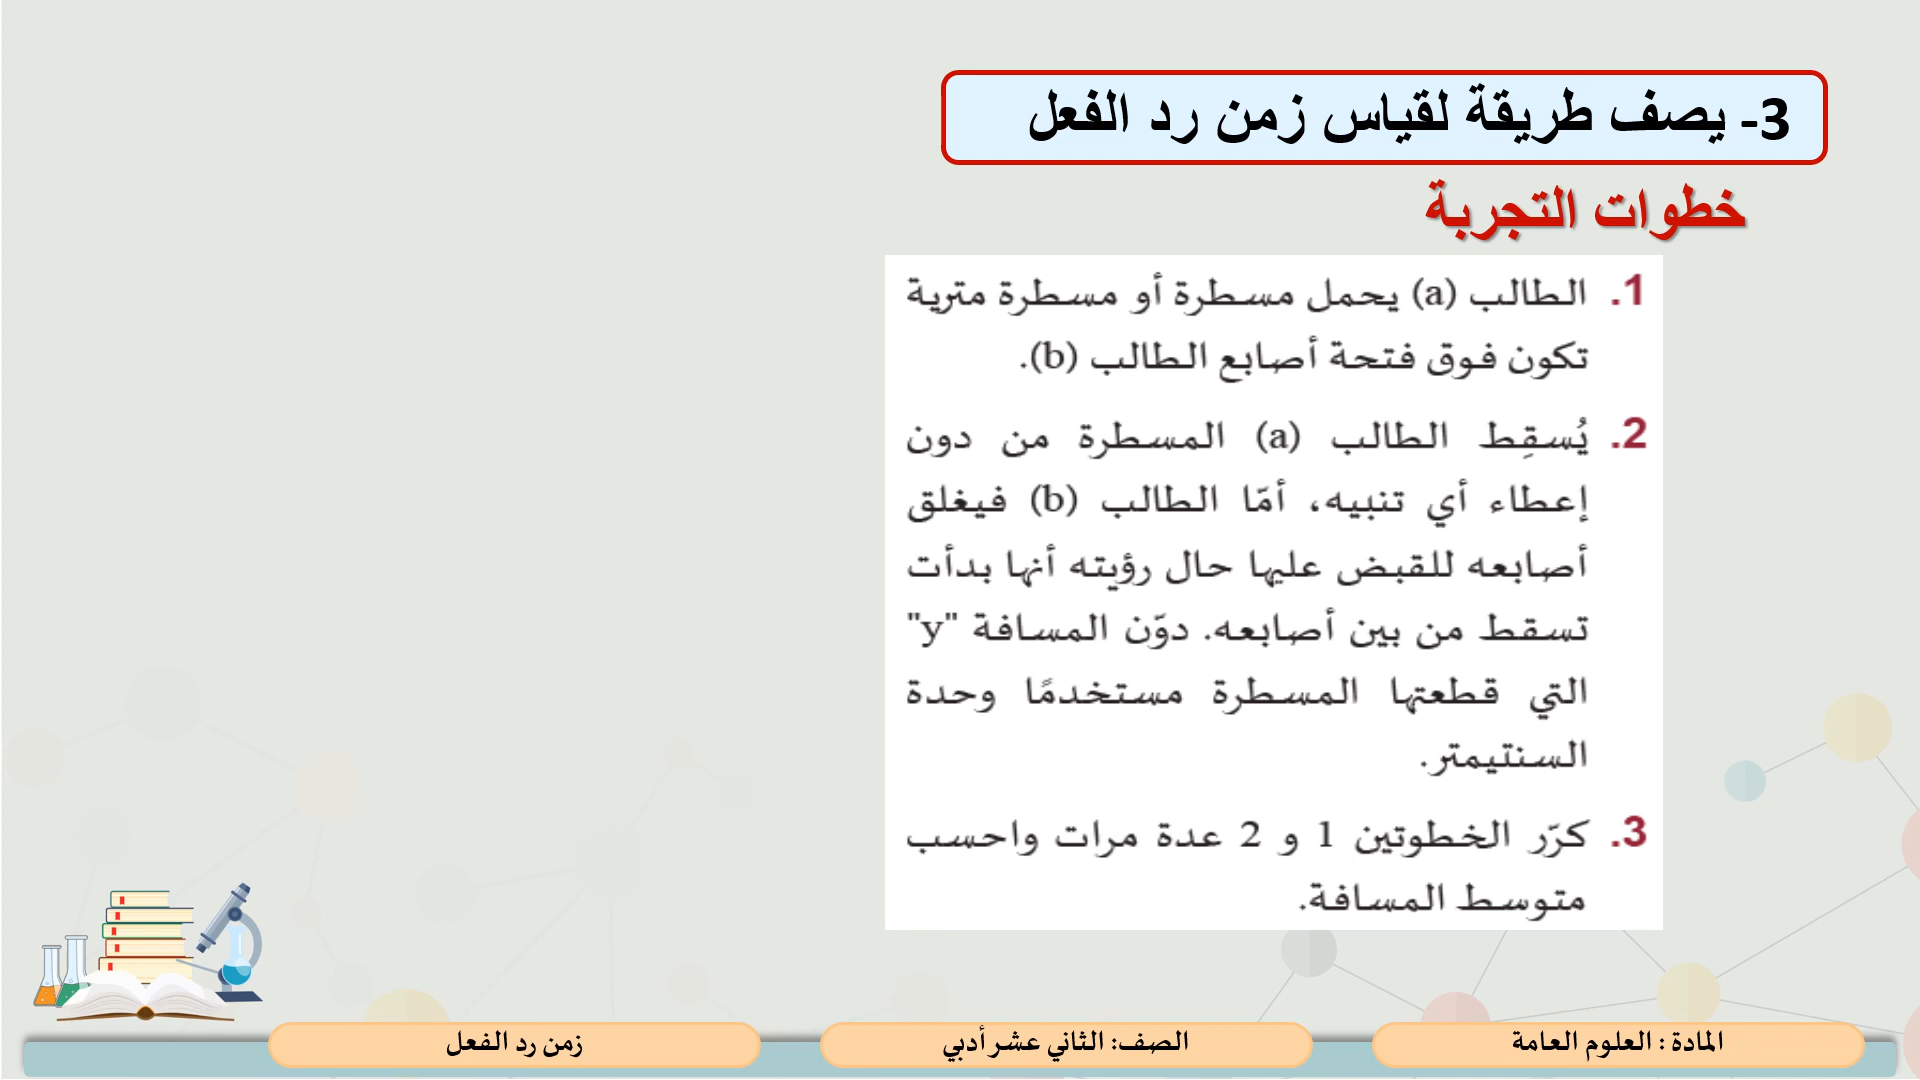 3- يصف طريقة لقياس زمن رد الفعل
خطوات التجربة
1. الطالب (a) يحمل مسطرة أو مسطرة مترية
تكون فوق فتحة أصابع الطالب (b).
2. يُسقِط الطالب (a) المسطرة من دون
إعطاء أي تنبيه، أمّا الطالب (b) فيغلق
أصابعه للقبض عليها حال رؤيته أنها بدأت
تسقط من بين أصابعه. دوّن المسافة "y"
التي قطعتها المسطرة مستخدمًا وحدة
السنتيمتر.
3. كرّر الخطوتين 1 و 2 عدة مرات واحسب
متوسط المسافة.
المادة : العلوم العامة
الصف: الثاني عشر أدبي
زمن رد الفعل